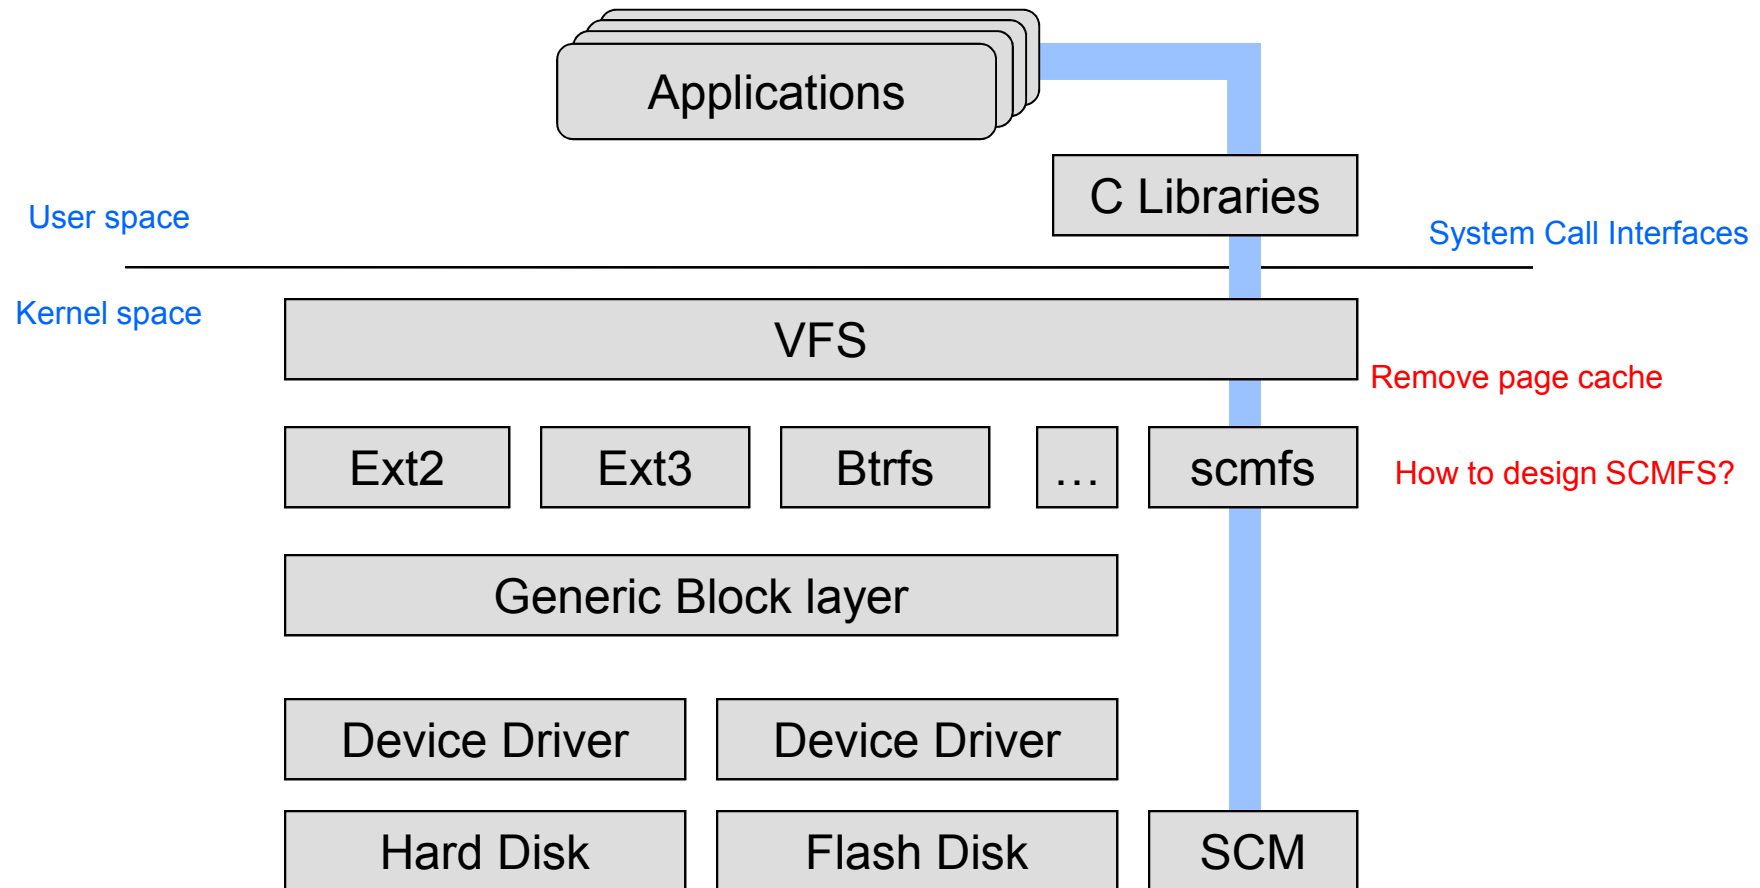 Applications
C Libraries
User space
System Call Interfaces
Kernel space
VFS
Remove page cache
Ext2
Ext3
Btrfs
...
scmfs
How to design SCMFS?
Generic Block layer
Device Driver
Device Driver
Hard Disk
Flash Disk
SCM